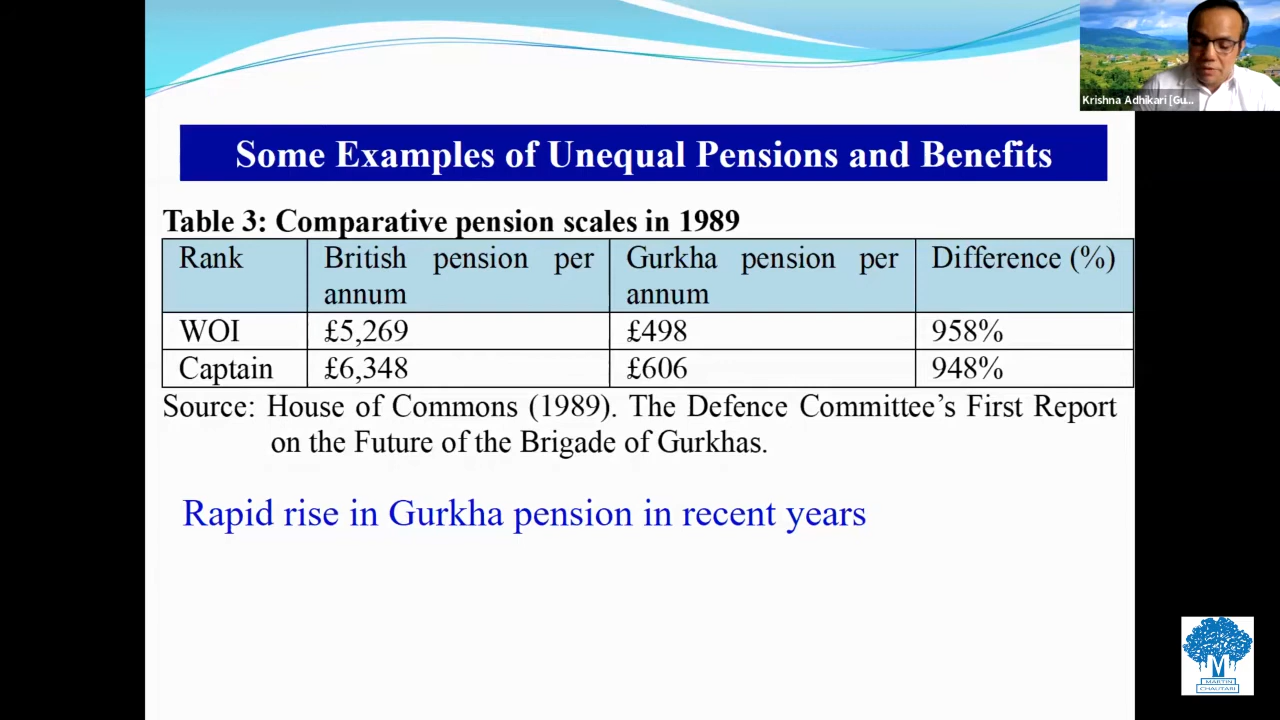 Krishna Adhikari [Gu...
Some Examples of Unequal Pensions and Benefits
Table 3: Comparative pension scales in 1989
Rank British pension per annum Gurkha pension per annum Difference (%)
WOI £5,269 £498 958%
Captain £6,348 £606 948%
Source: House of Commons (1989). The Defence Committee’s First Report
on the Future of the Brigade of Gurkhas.
Rapid rise in Gurkha pension in recent years
M
MARTIN
CHAUTARI